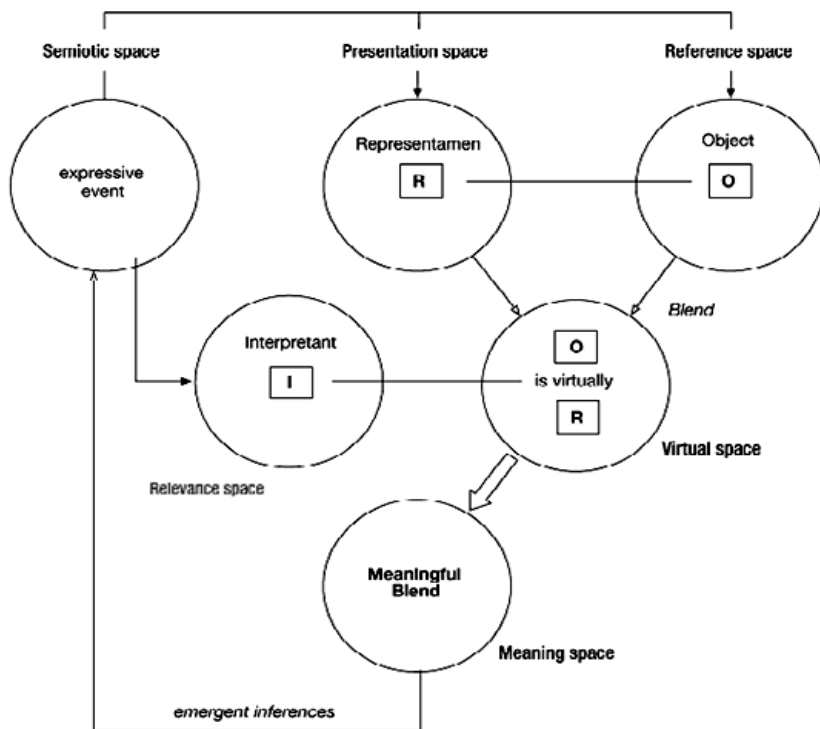 Semiotic space
Presentation space
Reference space
expressive
event
Representamen
R
Object
O
Blend
Interpretant
I
O
is virtually
R
Virtual space
Relevance space
Meaningful
Blend
Meaning space
emergent inferences